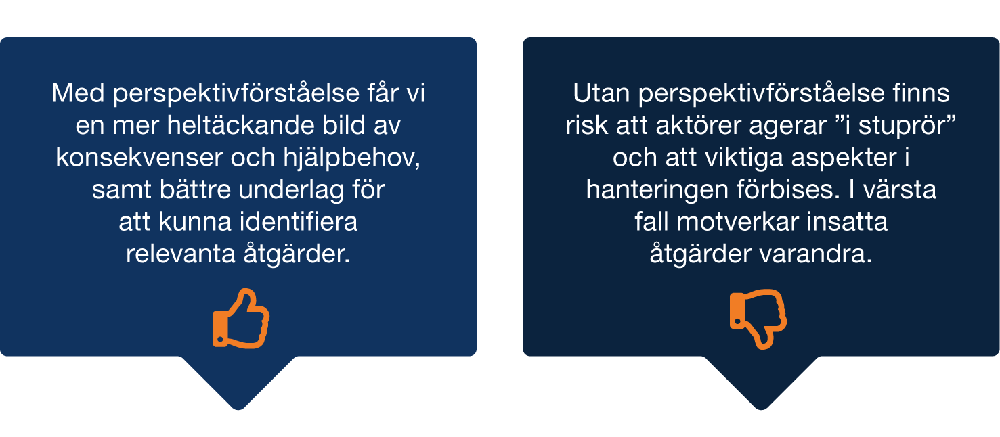 Med perspektivförståelse får vi
en mer heltäckande bild av
konsekvenser och hjälpbehov,
samt bättre underlag för
att kunna identifiera
relevanta åtgärder.
Utan perspektivförståelse finns
risk att aktörer agerar ”i stuprör”
och att viktiga aspekter i
hanteringen förbises. I värsta
fall motverkar insatta
åtgärder varandra.